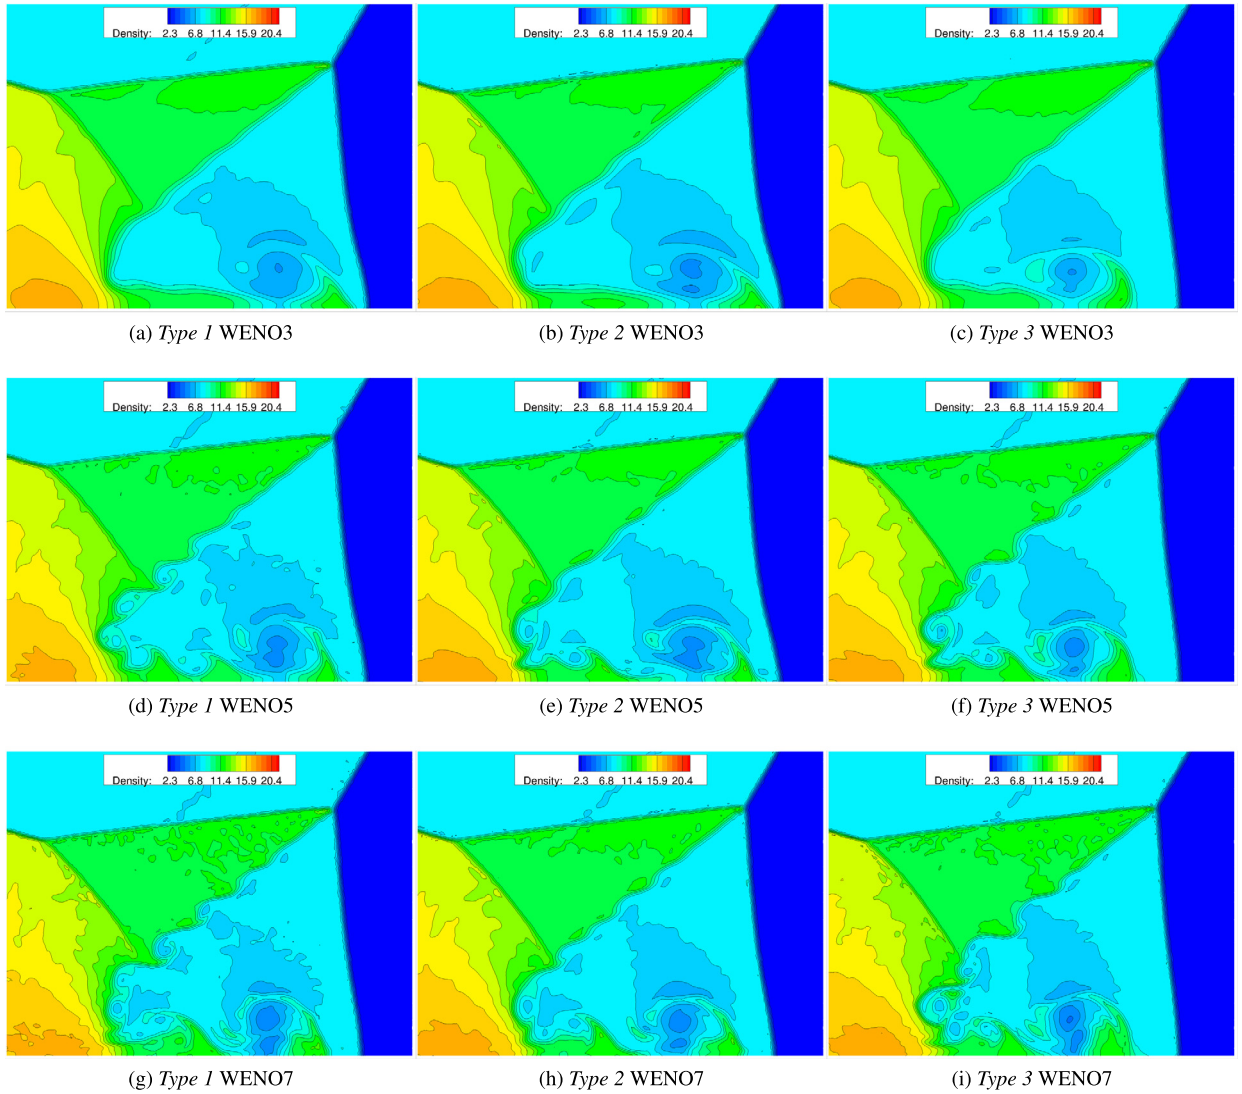 Density: 2.3 6.8 11.4 15.9 20.4
Density: 2.3 6.8 11.4 15.9 20.4
Density: 2.3 6.8 11.4 15.9 20.4
(a) Type 1 WENO3
(b) Type 2 WENO3
(c) Type 3 WENO3
Density: 2.3 6.8 11.4 15.9 20.4
Density: 2.3 6.8 11.4 15.9 20.4
Density: 2.3 6.8 11.4 15.9 20.4
(d) Type 1 WENO5
(e) Type 2 WENO5
(f) Type 3 WENO5
Density: 2.3 6.8 11.4 15.9 20.4
Density: 2.3 6.8 11.4 15.9 20.4
Density: 2.3 6.8 11.4 15.9 20.4
(g) Type 1 WENO7
(h) Type 2 WENO7
(i) Type 3 WENO7